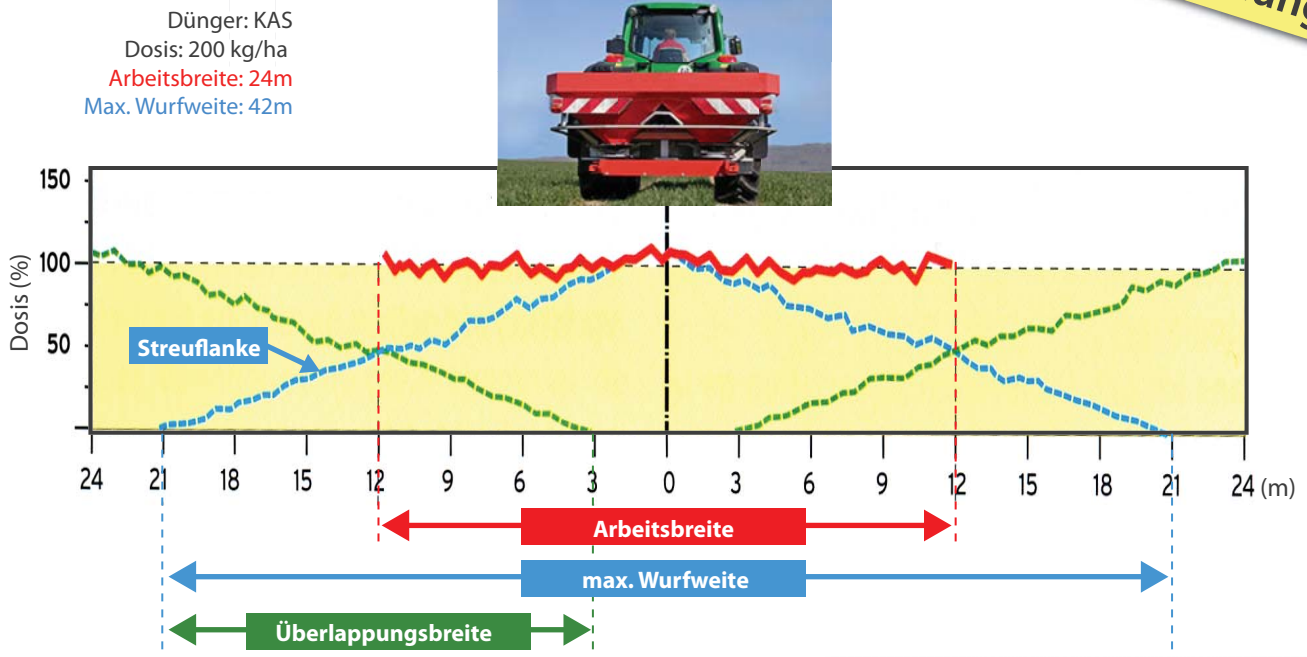 Dünger: KAS
Dosis: 200 kg/ha
Arbeitsbreite: 24m
Max. Wurfweite: 42m
150
100
50
Dosis (%)
Streuflanke
24 21 18 15 12 9 6 3 0 3 6 9 12 15 18 21 24 (m)
Arbeitsbreite
max. Wurfweite
Überlappungsbreite